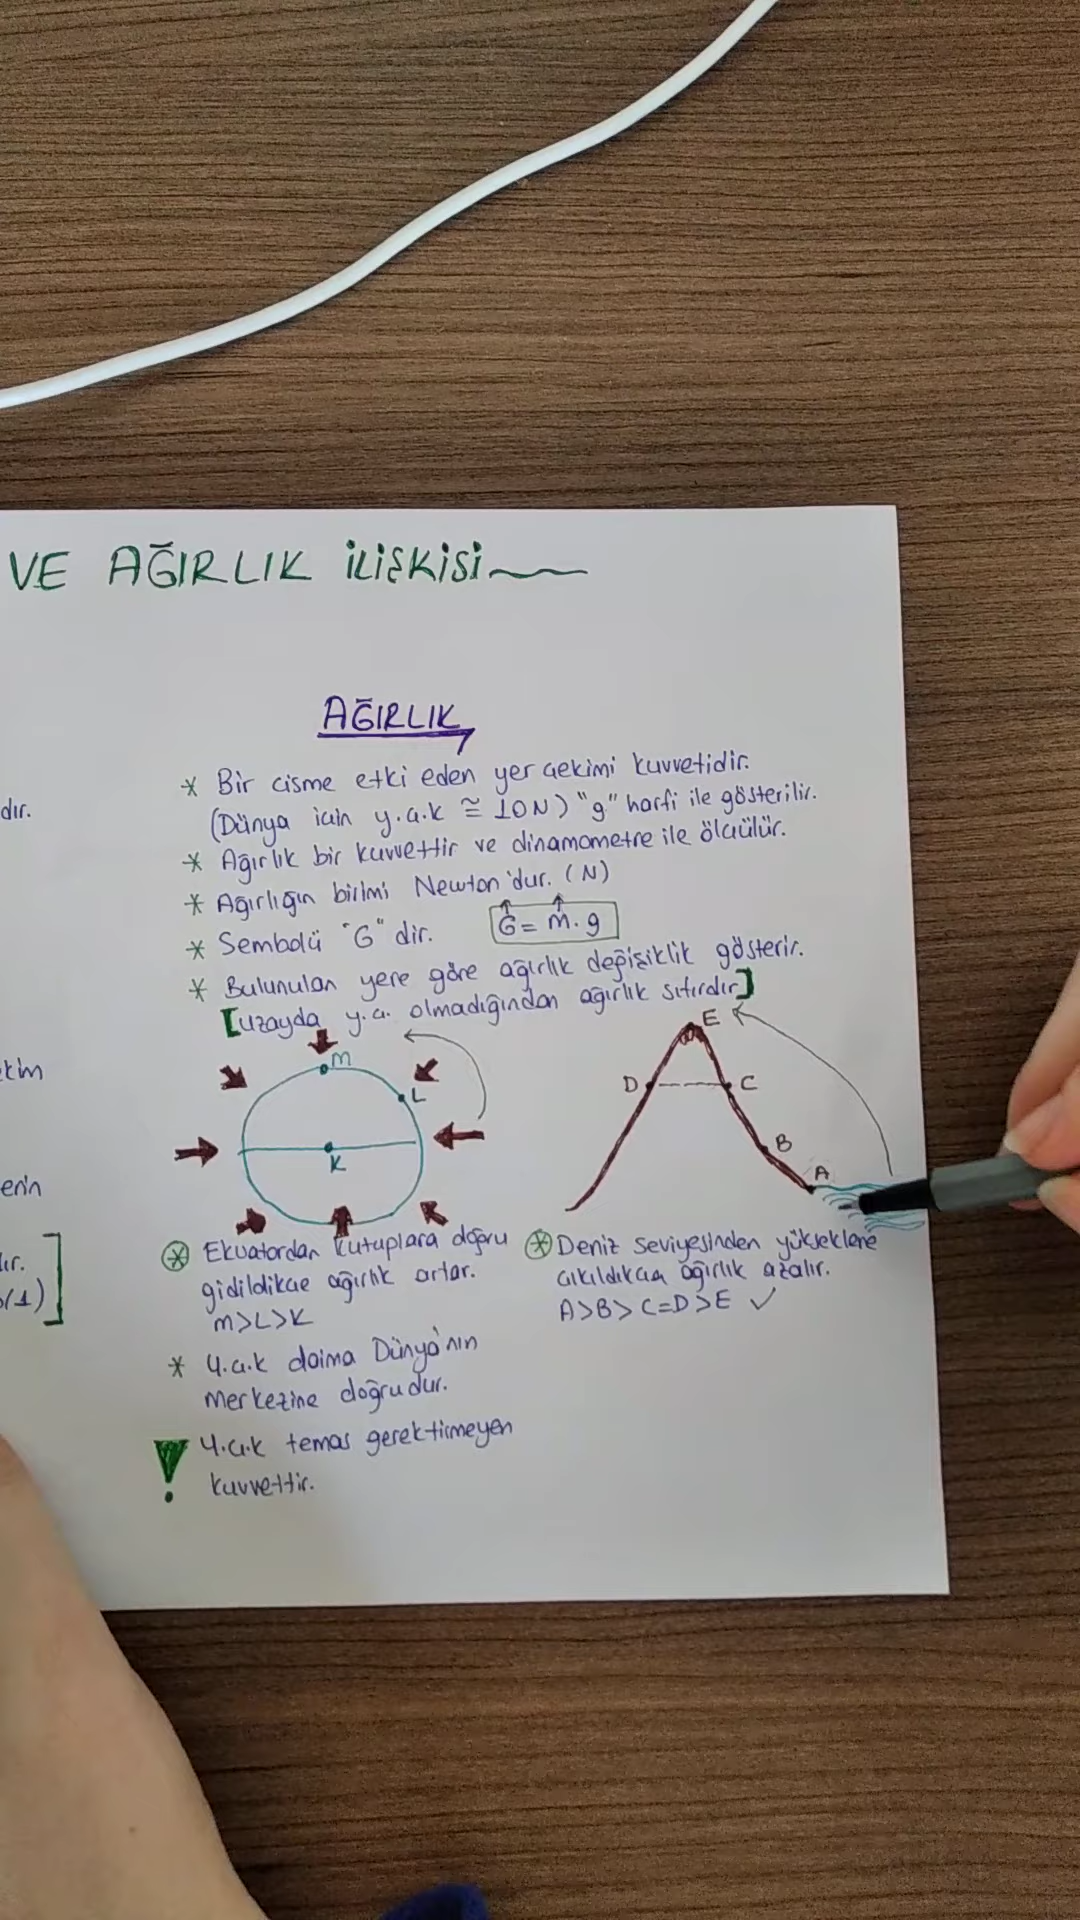 VE AĞIRLIK İLİŞKİSİ
AĞIRLIK
* Bir cisme etki eden yer çekimi kuvvetidir.
(Dünya için y.ç.k ≅ 10N) "g" harfi ile gösterilir.
* Ağırlık bir kuvvettir ve dinamometre ile ölçülür.
* Ağırlığın birimi Newton'dur. (N)
* Sembolü "G" dir. G = m.g
* Bulunulan yere göre ağırlık değişiklik gösterir.
[uzayda y.ç. olmadığından ağırlık sıfırdır]
dır.
erin
m
L
K
E
D
C
B
A
* Ekvatordan kutuplara doğru
gidildikçe ağırlık artar.
m>L>K
* Deniz seviyesinden yükseklere
çıkıldıkça ağırlık azalır.
A>B>C=D>E ✓
* Y.ç.k daima Dünya'nın
merkezine doğrudur.
! Y.ç.k temas gerektirmeyen
kuvvettir.